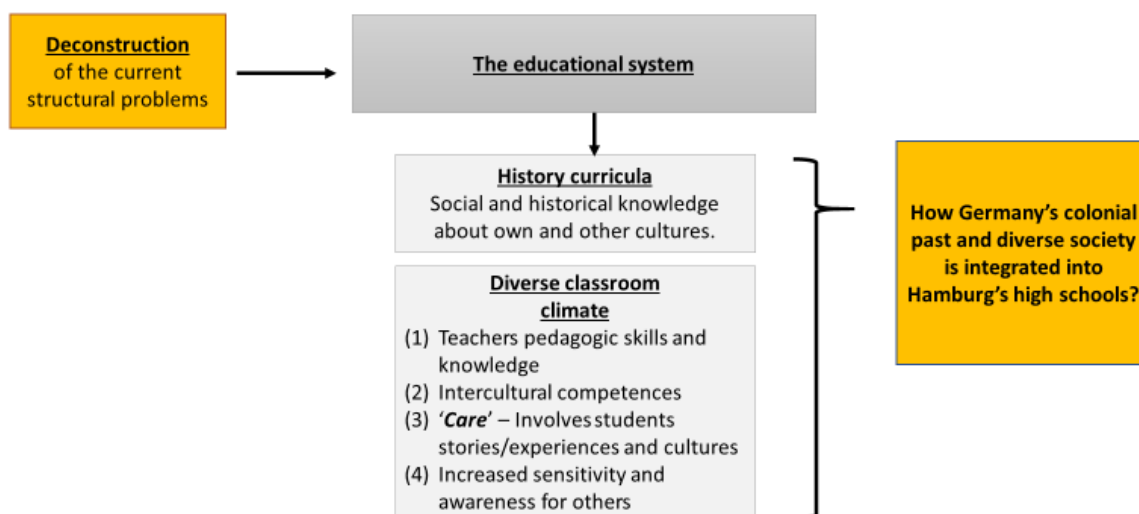 Deconstruction
of the current
structural problems
The educational system
History curricula
Social and historical knowledge
about own and other cultures.
Diverse classroom
climate
(1) Teachers pedagogic skills and
knowledge
(2) Intercultural competences
(3) ‘Care’ – Involves students
stories/experiences and cultures
(4) Increased sensitivity and
awareness for others
How Germany’s colonial
past and diverse society
is integrated into
Hamburg’s high schools?